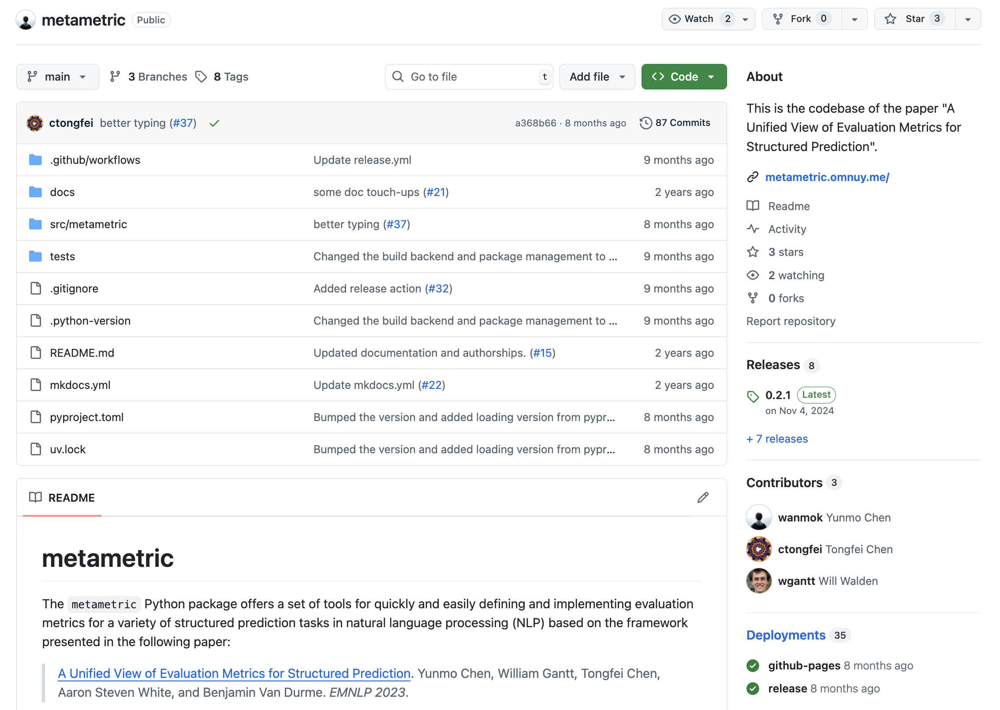 metametric Public Watch 2 Fork 0 Star 3
main 3 Branches 8 Tags Go to file t Add file Code
ctongfei better typing (#37) a368b66 · 8 months ago 87 Commits
.github/workflows Update release.yml 9 months ago
docs some doc touch-ups (#21) 2 years ago
src/metametric better typing (#37) 8 months ago
tests Changed the build backend and package management to ... 9 months ago
.gitignore Added release action (#32) 9 months ago
.python-version Changed the build backend and package management to ... 9 months ago
README.md Updated documentation and authorships. (#15) 2 years ago
mkdocs.yml Update mkdocs.yml (#22) 2 years ago
pyproject.toml Bumped the version and added loading version from pypr... 8 months ago
uv.lock Bumped the version and added loading version from pypr... 8 months ago
README
metametric
The metametric Python package offers a set of tools for quickly and easily defining and implementing evaluation
metrics for a variety of structured prediction tasks in natural language processing (NLP) based on the framework
presented in the following paper:
A Unified View of Evaluation Metrics for Structured Prediction. Yunmo Chen, William Gantt, Tongfei Chen,
Aaron Steven White, and Benjamin Van Durme. EMNLP 2023.
About
This is the codebase of the paper "A
Unified View of Evaluation Metrics for
Structured Prediction".
metametric.omnuy.me/
Readme
Activity
3 stars
2 watching
0 forks
Report repository
Releases 8
0.2.1 Latest
on Nov 4, 2024
+ 7 releases
Contributors 3
wanmok Yunmo Chen
ctongfei Tongfei Chen
wgantt Will Walden
Deployments 35
github-pages 8 months ago
release 8 months ago